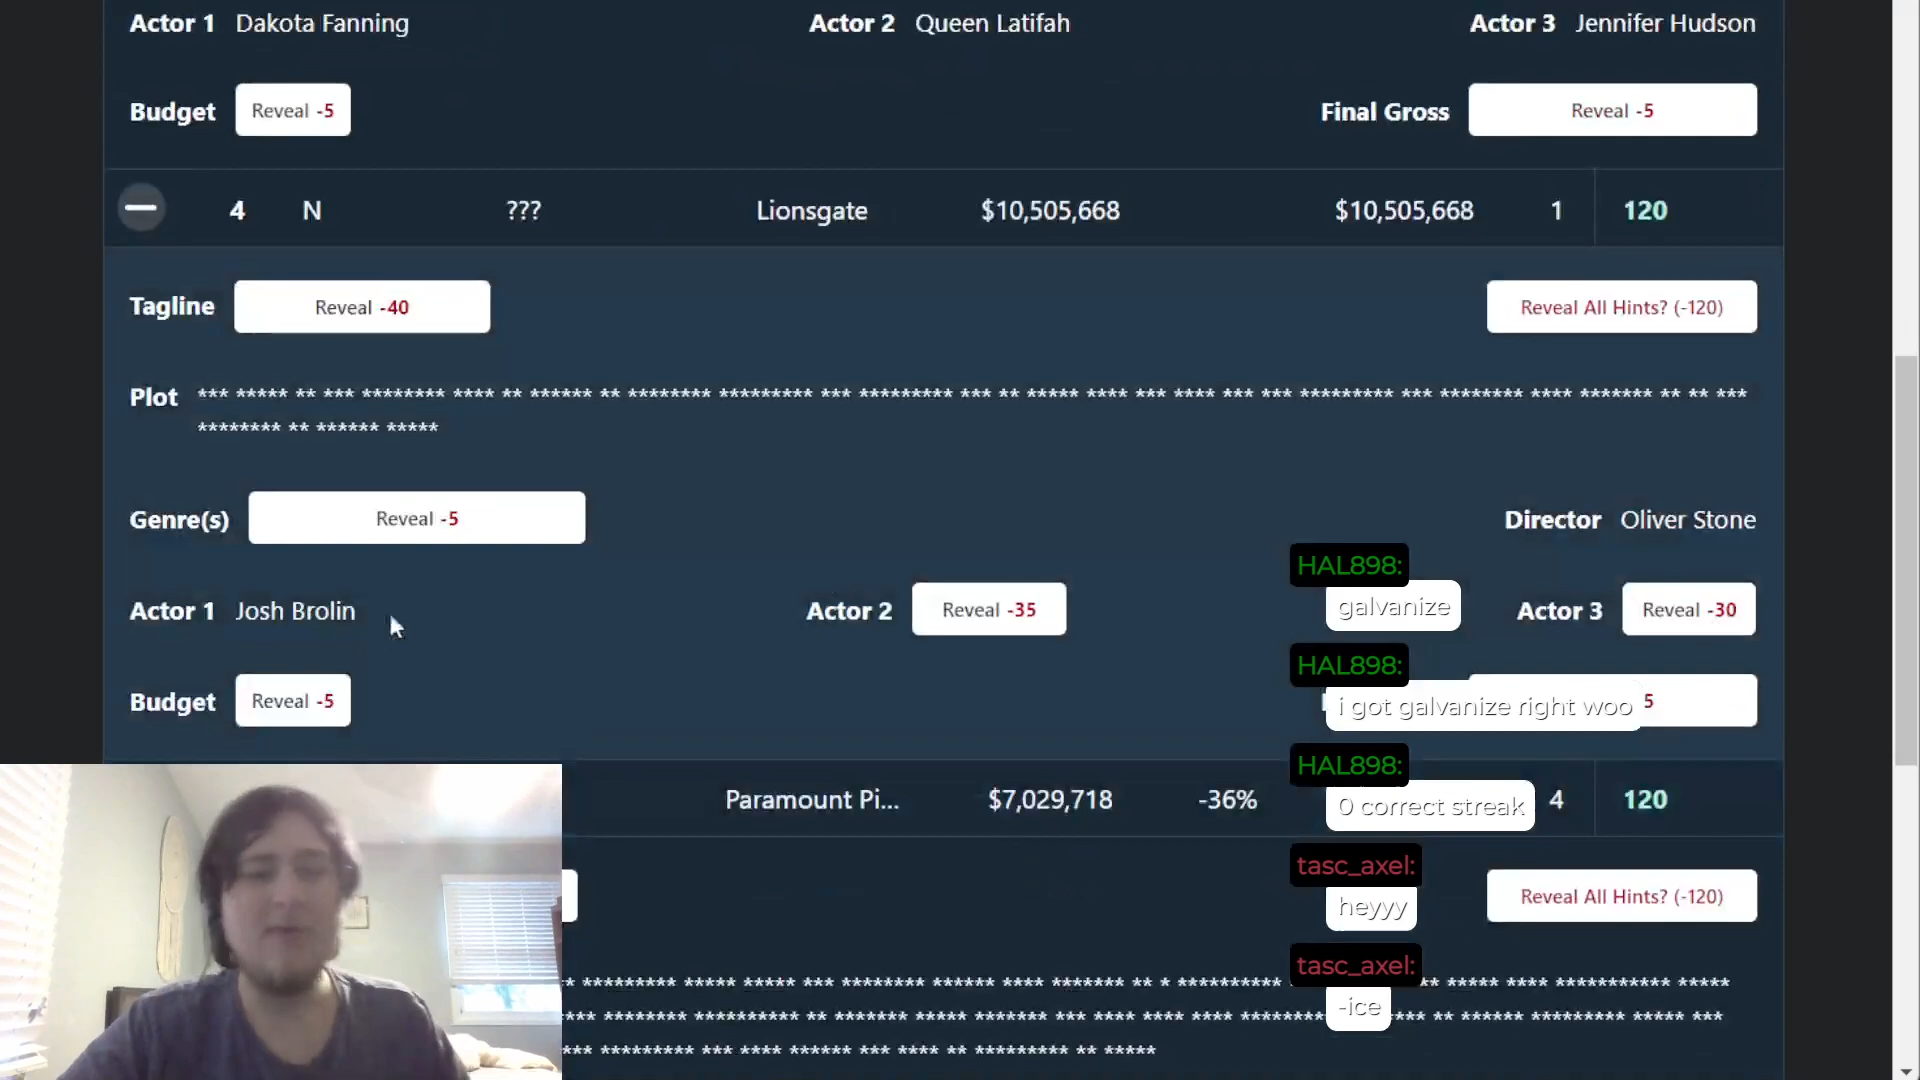 Actor 1 Dakota Fanning Actor 2 Queen Latifah Actor 3 Jennifer Hudson
Budget Reveal -5 Final Gross Reveal -5
4 N ??? Lionsgate $10,505,668 $10,505,668 1 120
Tagline Reveal -40 Reveal All Hints? (-120)
Plot *** ***** ** *** ******** **** ** ****** ** ******** ********* *** ********* *** ** ***** **** *** **** *** *** ********* *** ******** **** ******* ** ** ***
******** ** ****** *****
Genre(s) Reveal -5 Director Oliver Stone
HAL898:
galvanize
Actor 1 Josh Brolin Actor 2 Reveal -35 Actor 3 Reveal -30
HAL898:
i got galvanize right woo
Budget Reveal -5 5
HAL898:
0 correct streak
Paramount Pi... $7,029,718 -36% 4 120
tasc_axel:
heyyy
Reveal All Hints? (-120)
tasc_axel:
-ice